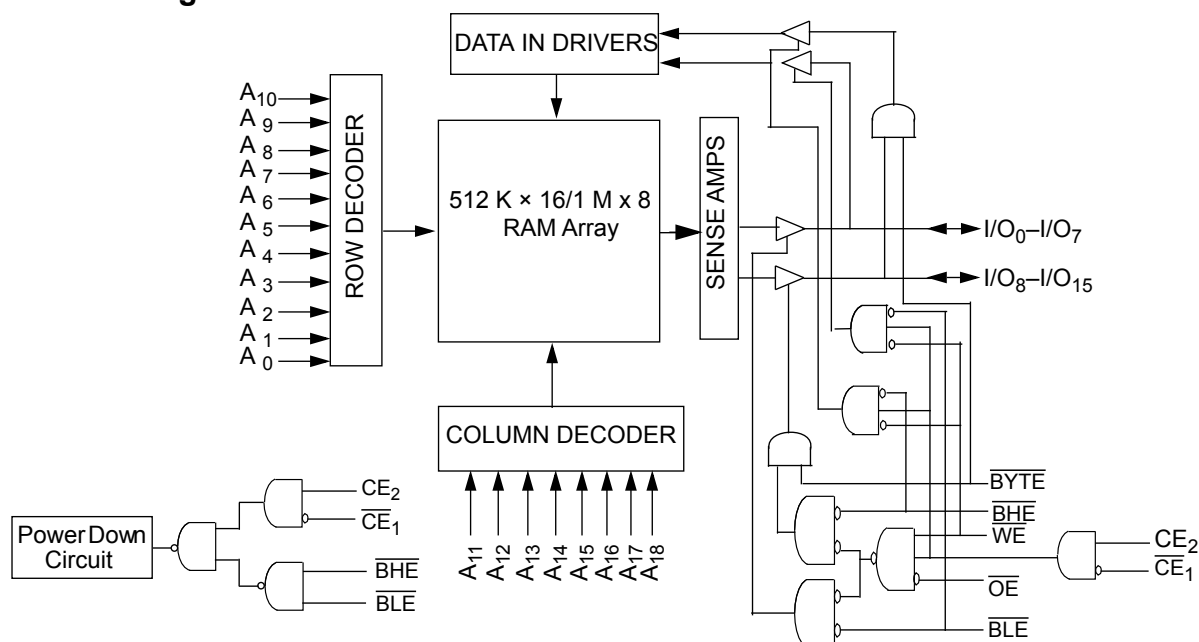 DATA IN DRIVERS
A10
A9
A8
A7
A6
A5
A4
A3
A2
A1
A0
ROW DECODER
512 K × 16/1 M x 8
RAM Array
SENSE AMPS
I/O0–I/O7
I/O8–I/O15
COLUMN DECODER
A11
A12
A13
A14
A15
A16
A17
A18
BYTE
BHE
WE
OE
BLE
CE2
CE1
Power Down
Circuit
CE2
CE1
BHE
BLE